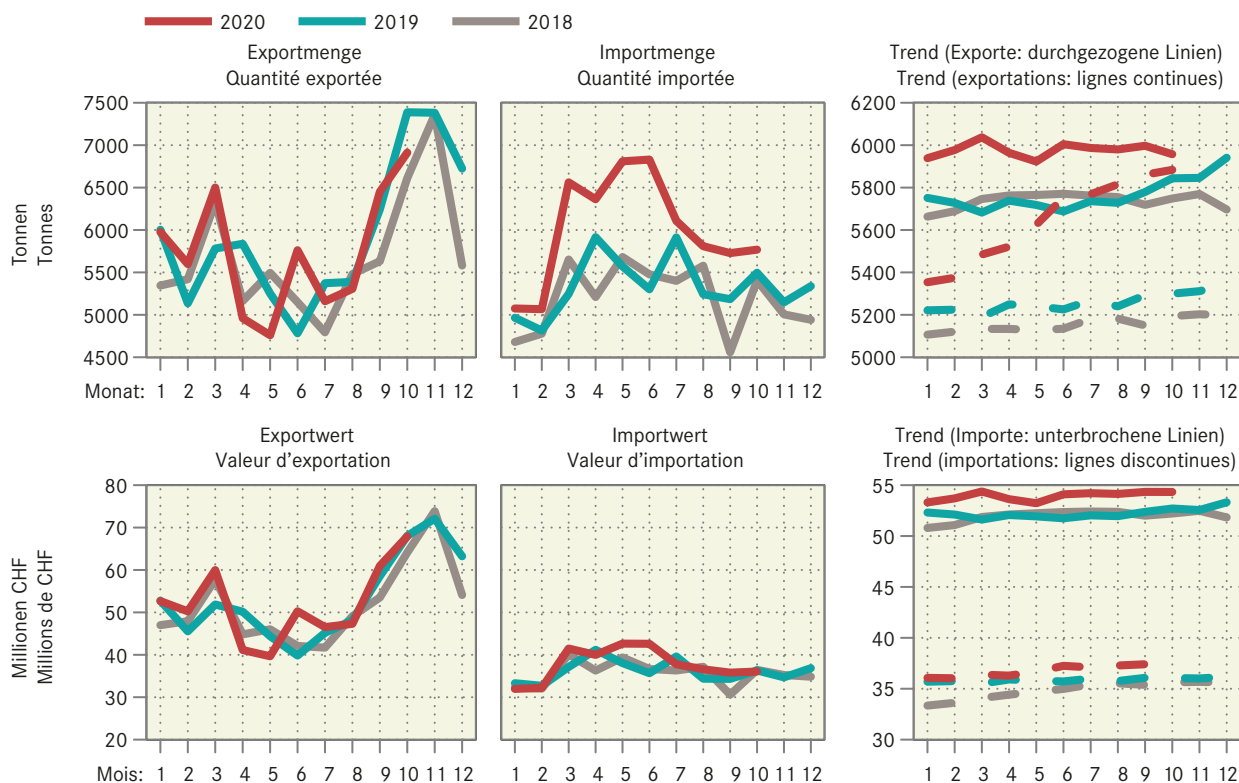 2020 2019 2018
Exportmenge
Quantité exportée
Importmenge
Quantité importée
Trend (Exporte: durchgezogene Linien)
Trend (exportations: lignes continues)
Tonnen
Tonnes
7500
7000
6500
6000
5500
5000
4500
6200
6000
5800
5600
5400
5200
5000
Monat: 1 2 3 4 5 6 7 8 9 10 11 12
1 2 3 4 5 6 7 8 9 10 11 12
1 2 3 4 5 6 7 8 9 10 11 12
Exportwert
Valeur d'exportation
Importwert
Valeur d'importation
Trend (Importe: unterbrochene Linien)
Trend (importations: lignes discontinues)
Millionen CHF
Millions de CHF
80
70
60
50
40
30
20
55
50
45
40
35
30
Mois: 1 2 3 4 5 6 7 8 9 10 11 12
1 2 3 4 5 6 7 8 9 10 11 12
1 2 3 4 5 6 7 8 9 10 11 12